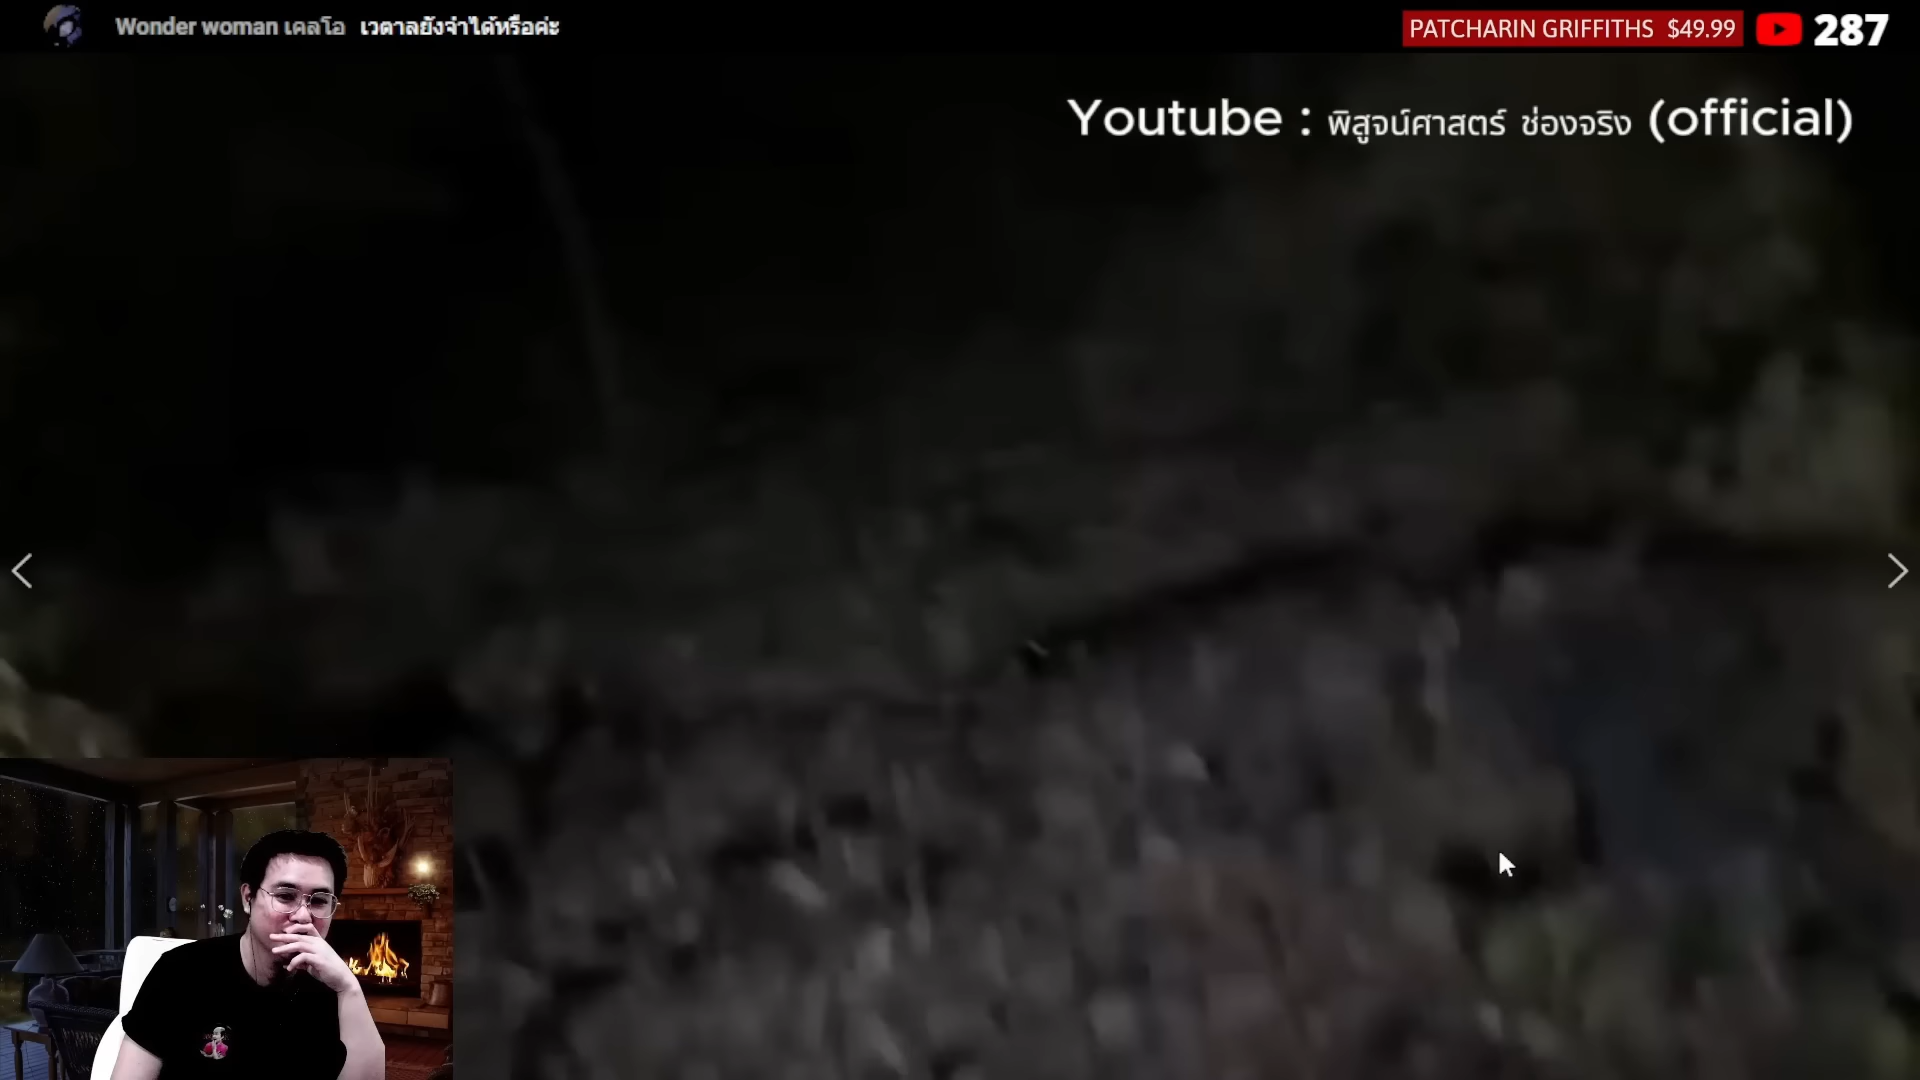 Wonder woman เคลโอ เวตาลยังจำได้หรือค่ะ
PATCHARIN GRIFFITHS $49.99
287
Youtube : พิสูจน์ศาสตร์ ช่องจริง (official)